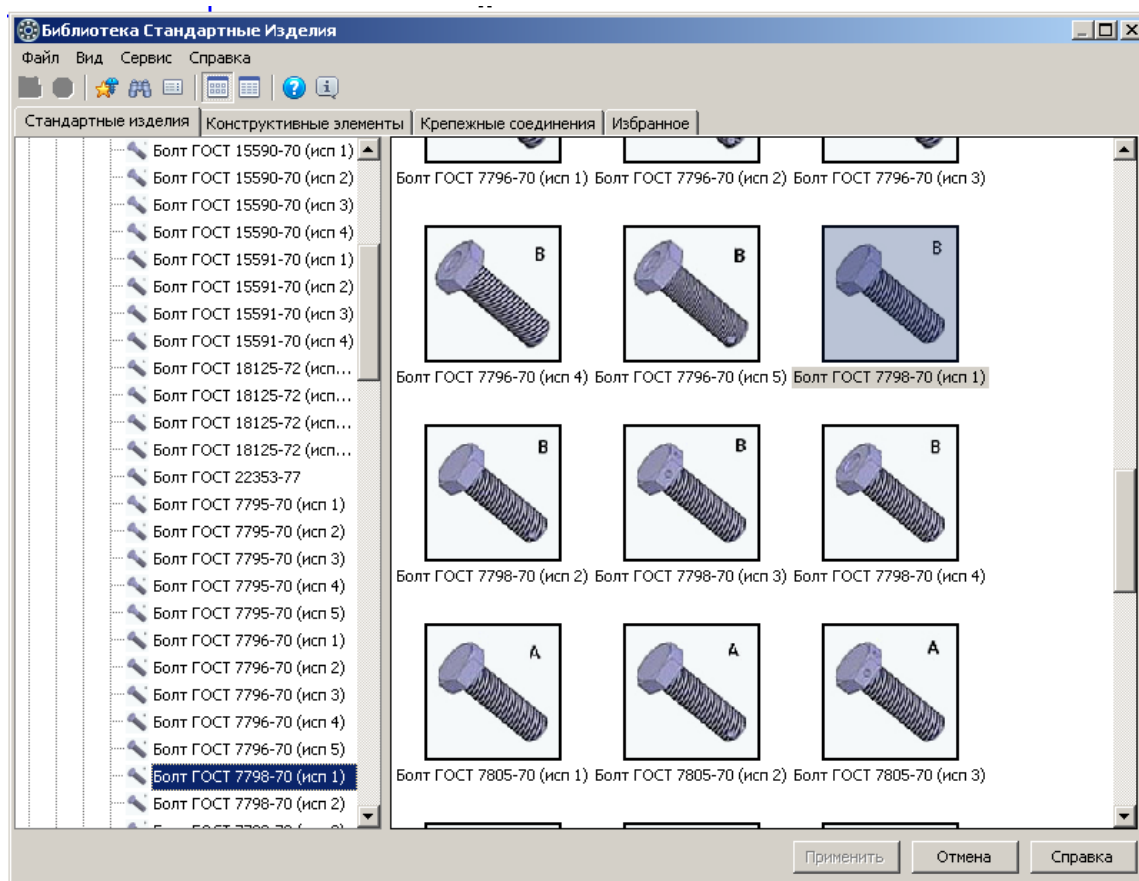 Библиотека Стандартные Изделия
Файл Вид Сервис Справка
Стандартные изделия Конструктивные элементы Крепежные соединения Избранное
Болт ГОСТ 15590-70 (исп 1)
Болт ГОСТ 15590-70 (исп 2)
Болт ГОСТ 15590-70 (исп 3)
Болт ГОСТ 15590-70 (исп 4)
Болт ГОСТ 15591-70 (исп 1)
Болт ГОСТ 15591-70 (исп 2)
Болт ГОСТ 15591-70 (исп 3)
Болт ГОСТ 15591-70 (исп 4)
Болт ГОСТ 18125-72 (исп...
Болт ГОСТ 18125-72 (исп...
Болт ГОСТ 18125-72 (исп...
Болт ГОСТ 18125-72 (исп...
Болт ГОСТ 22353-77
Болт ГОСТ 7795-70 (исп 1)
Болт ГОСТ 7795-70 (исп 2)
Болт ГОСТ 7795-70 (исп 3)
Болт ГОСТ 7795-70 (исп 4)
Болт ГОСТ 7795-70 (исп 5)
Болт ГОСТ 7796-70 (исп 1)
Болт ГОСТ 7796-70 (исп 2)
Болт ГОСТ 7796-70 (исп 3)
Болт ГОСТ 7796-70 (исп 4)
Болт ГОСТ 7796-70 (исп 5)
Болт ГОСТ 7798-70 (исп 1)
Болт ГОСТ 7798-70 (исп 2)
Болт ГОСТ 7796-70 (исп 1) Болт ГОСТ 7796-70 (исп 2) Болт ГОСТ 7796-70 (исп 3)
В В В
Болт ГОСТ 7796-70 (исп 4) Болт ГОСТ 7796-70 (исп 5) Болт ГОСТ 7798-70 (исп 1)
В В В
Болт ГОСТ 7798-70 (исп 2) Болт ГОСТ 7798-70 (исп 3) Болт ГОСТ 7798-70 (исп 4)
А А А
Болт ГОСТ 7805-70 (исп 1) Болт ГОСТ 7805-70 (исп 2) Болт ГОСТ 7805-70 (исп 3)
Применить Отмена Справка